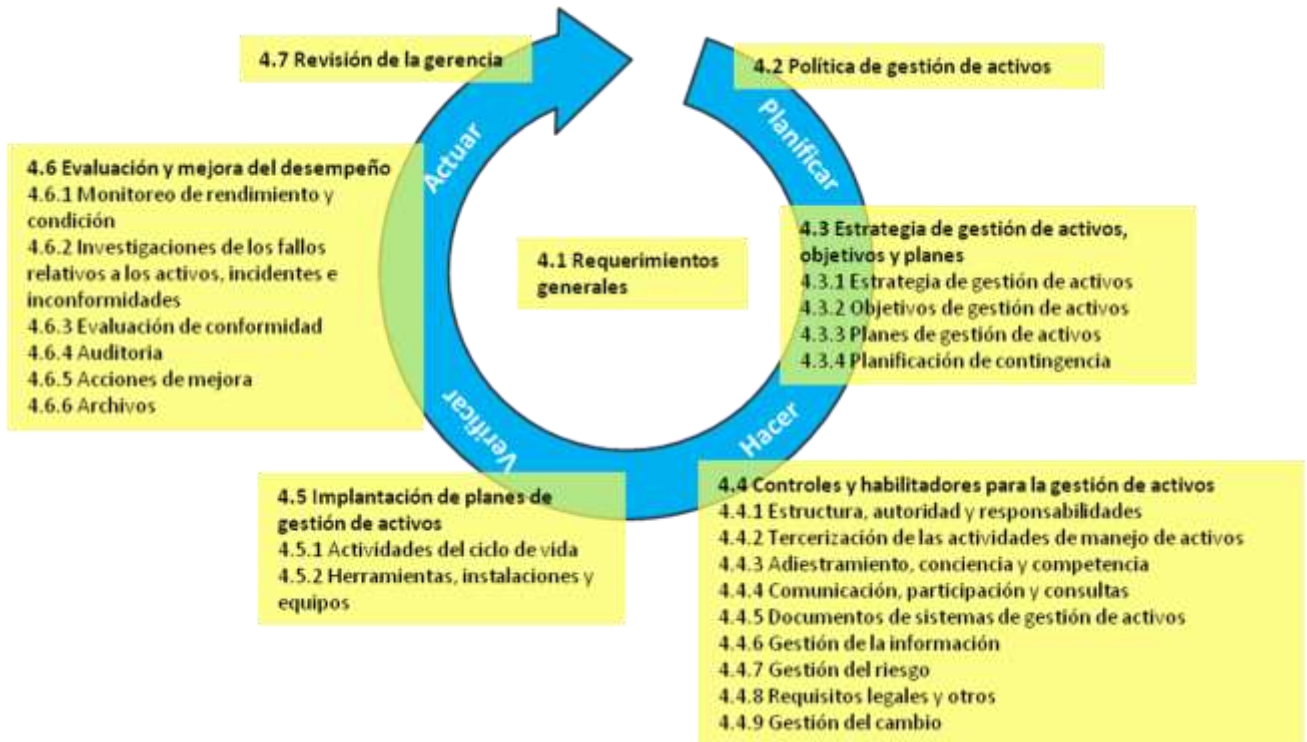 4.7 Revisión de la gerencia
4.2 Política de gestión de activos
Planificar
Actuar
4.6 Evaluación y mejora del desempeño
4.6.1 Monitoreo de rendimiento y
condición
4.6.2 Investigaciones de los fallos
relativos a los activos, incidentes e
inconformidades
4.6.3 Evaluación de conformidad
4.6.4 Auditoria
4.6.5 Acciones de mejora
4.6.6 Archivos
4.1 Requerimientos
generales
4.3 Estrategia de gestión de activos,
objetivos y planes
4.3.1 Estrategia de gestión de activos
4.3.2 Objetivos de gestión de activos
4.3.3 Planes de gestión de activos
4.3.4 Planificación de contingencia
Hacer
Verificar
4.5 Implantación de planes de
gestión de activos
4.5.1 Actividades del ciclo de vida
4.5.2 Herramientas, instalaciones y
equipos
4.4 Controles y habilitadores para la gestión de activos
4.4.1 Estructura, autoridad y responsabilidades
4.4.2 Tercerización de las actividades de manejo de activos
4.4.3 Adiestramiento, conciencia y competencia
4.4.4 Comunicación, participación y consultas
4.4.5 Documentos de sistemas de gestión de activos
4.4.6 Gestión de la información
4.4.7 Gestión del riesgo
4.4.8 Requisitos legales y otros
4.4.9 Gestión del cambio